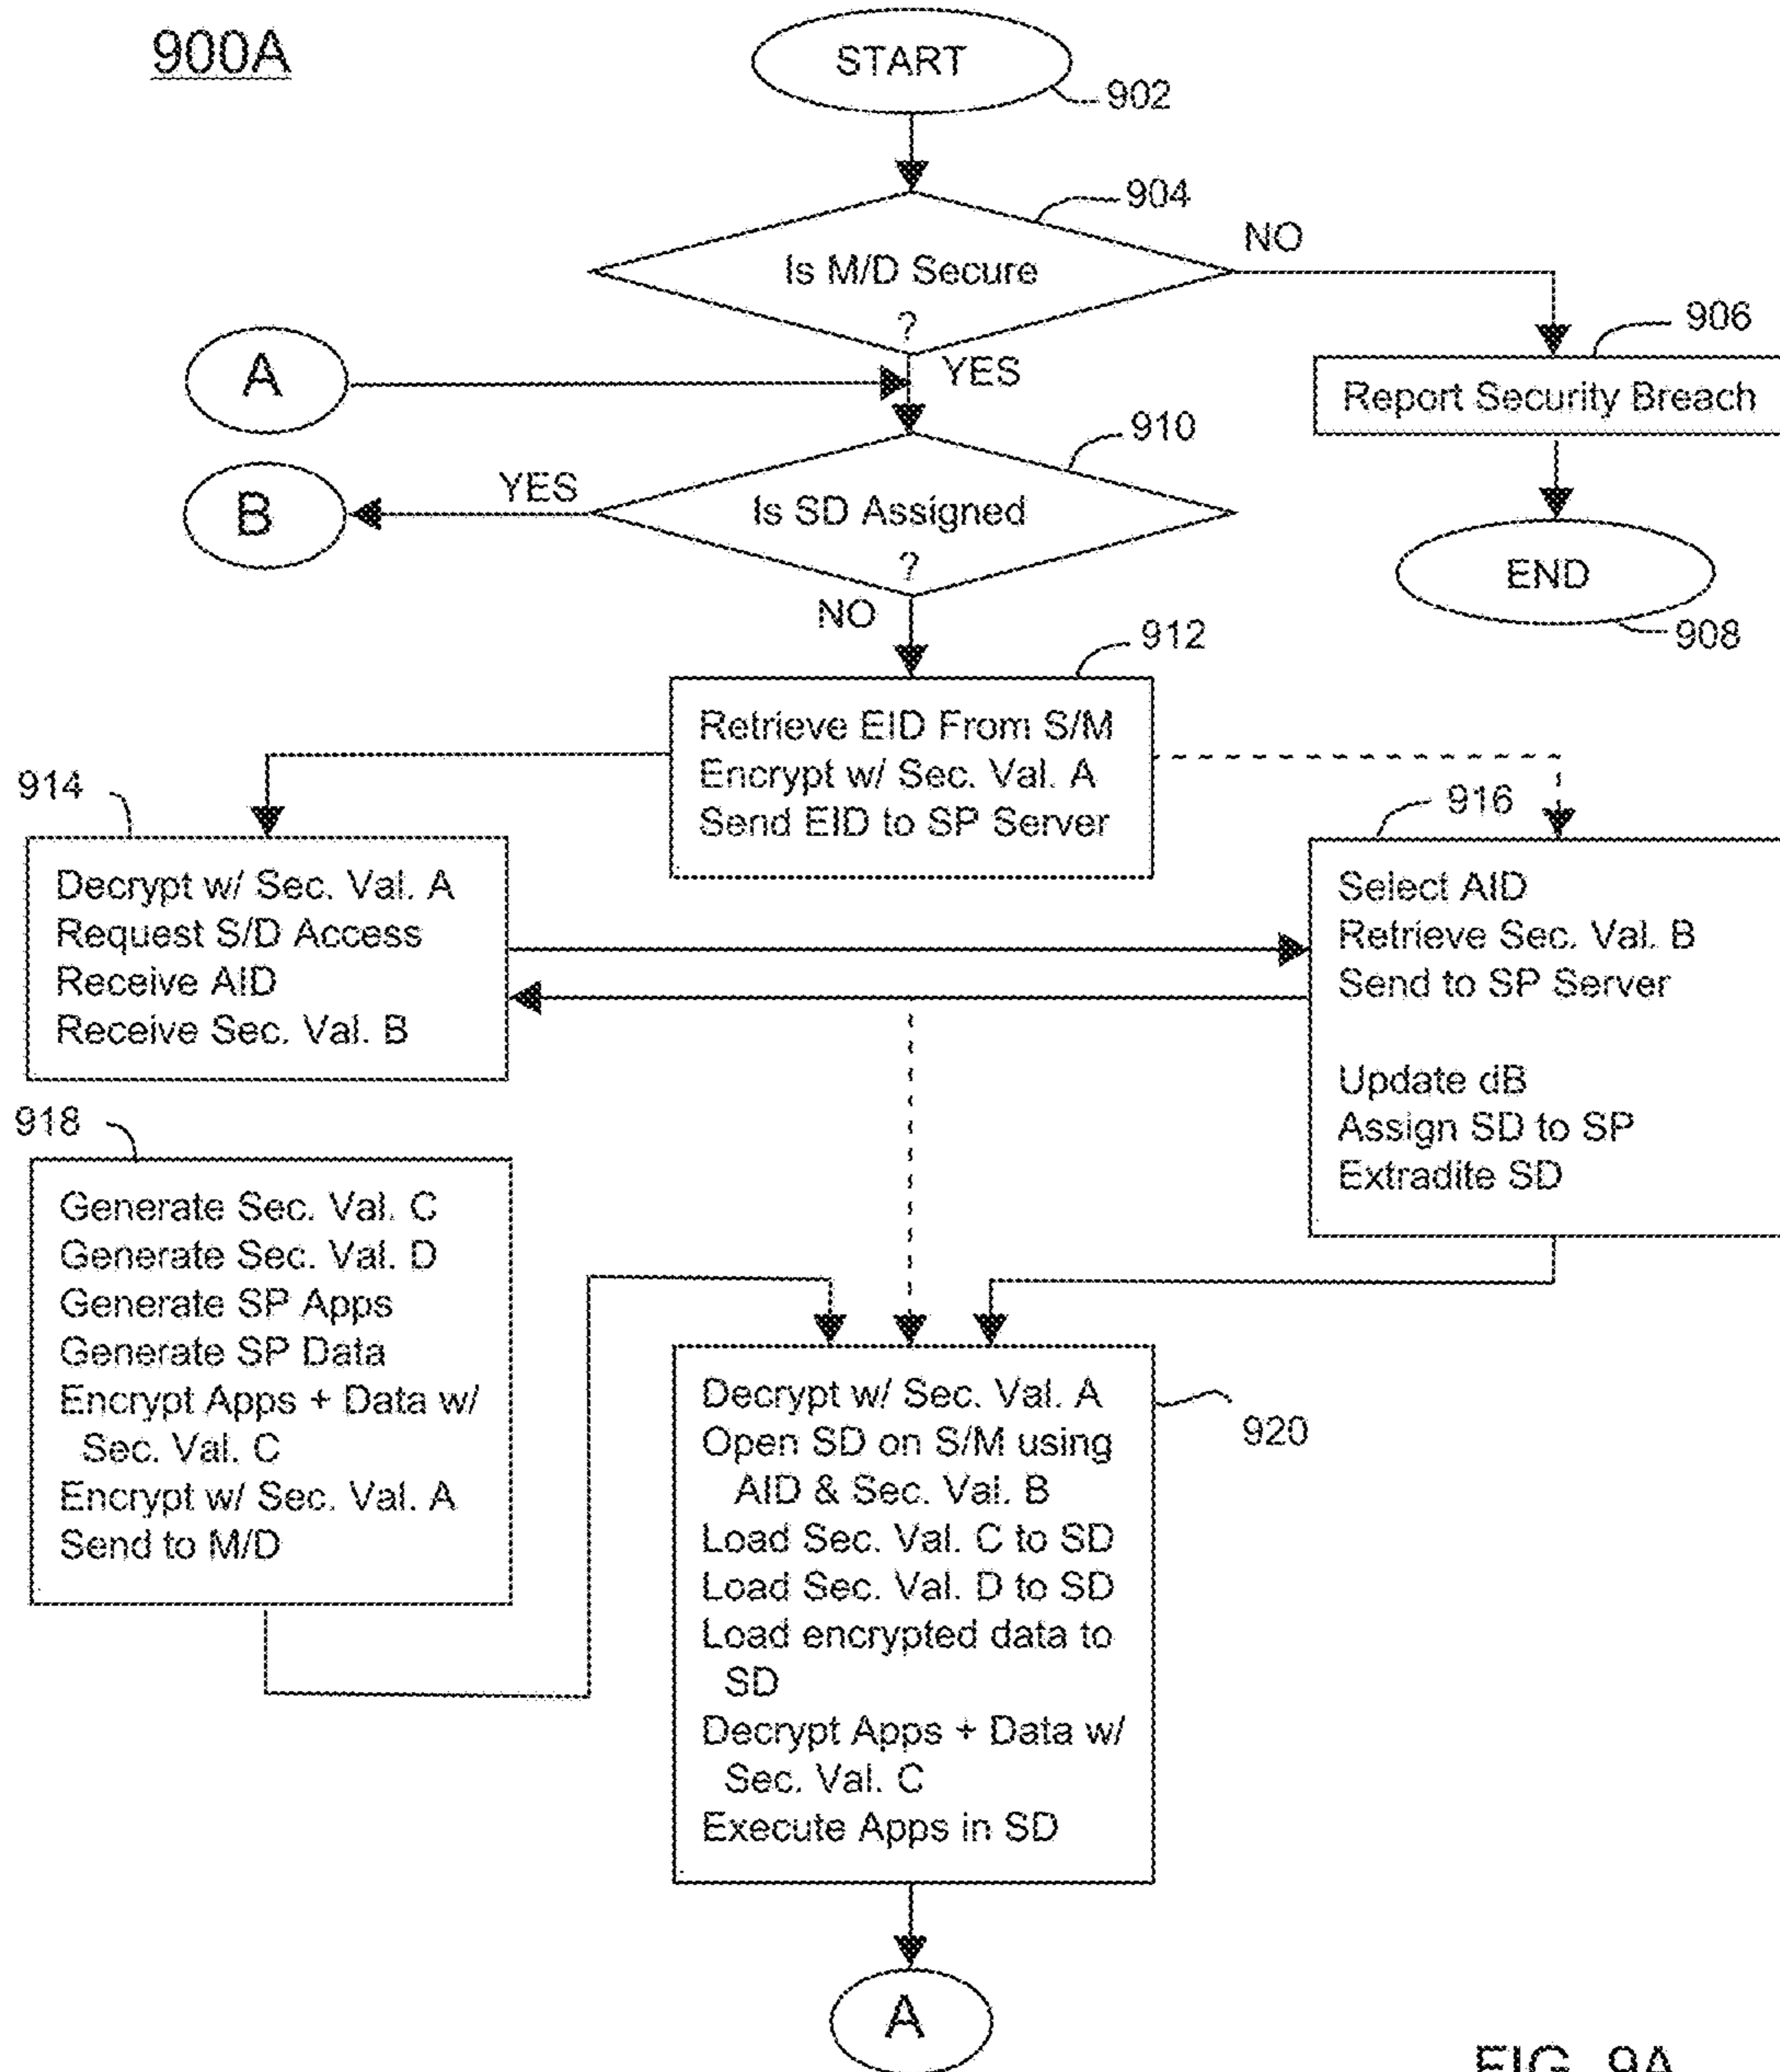 900A
START
902
904
Is M/D Secure
?
NO
YES
906
Report Security Breach
END
908
A
910
Is SD Assigned
?
YES
B
NO
912
Retrieve EID From S/M
Encrypt w/ Sec. Val. A
Send EID to SP Server
914
Decrypt w/ Sec. Val. A
Request S/D Access
Receive AID
Receive Sec. Val. B
916
Select AID
Retrieve Sec. Val. B
Send to SP Server
Update dB
Assign SD to SP
Extradite SD
918
Generate Sec. Val. C
Generate Sec. Val. D
Generate SP Apps
Generate SP Data
Encrypt Apps + Data w/
Sec. Val. C
Encrypt w/ Sec. Val. A
Send to M/D
920
Decrypt w/ Sec. Val. A
Open SD on S/M using
AID & Sec. Val. B
Load Sec. Val. C to SD
Load Sec. Val. D to SD
Load encrypted data to
SD
Decrypt Apps + Data w/
Sec. Val. C
Execute Apps in SD
A
FIG. 9A